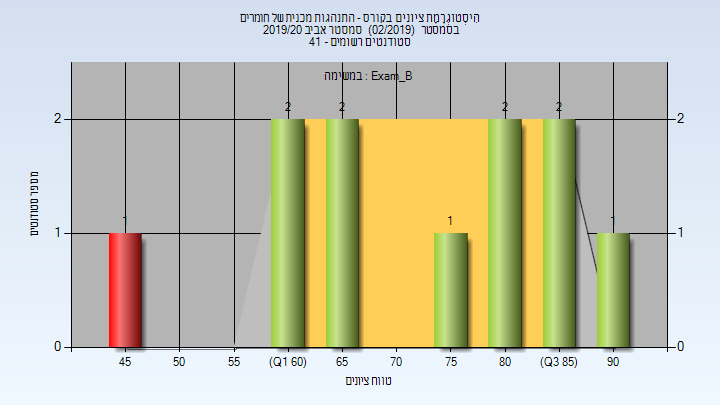 היסטוגרמת ציונים בקורס - התנהגות מכנית של חומרים
בסמסטר (02/2019) סמסטר אביב 2019/20
סטודנטים רשומים - 41
במשימה : Exam_B
2 2 2 2
2 2
מספר סטודנטים
1 1 1
1 1
0 0
45 50 55 (Q1 60) 65 70 75 80 (Q3 85) 90
טווח ציונים